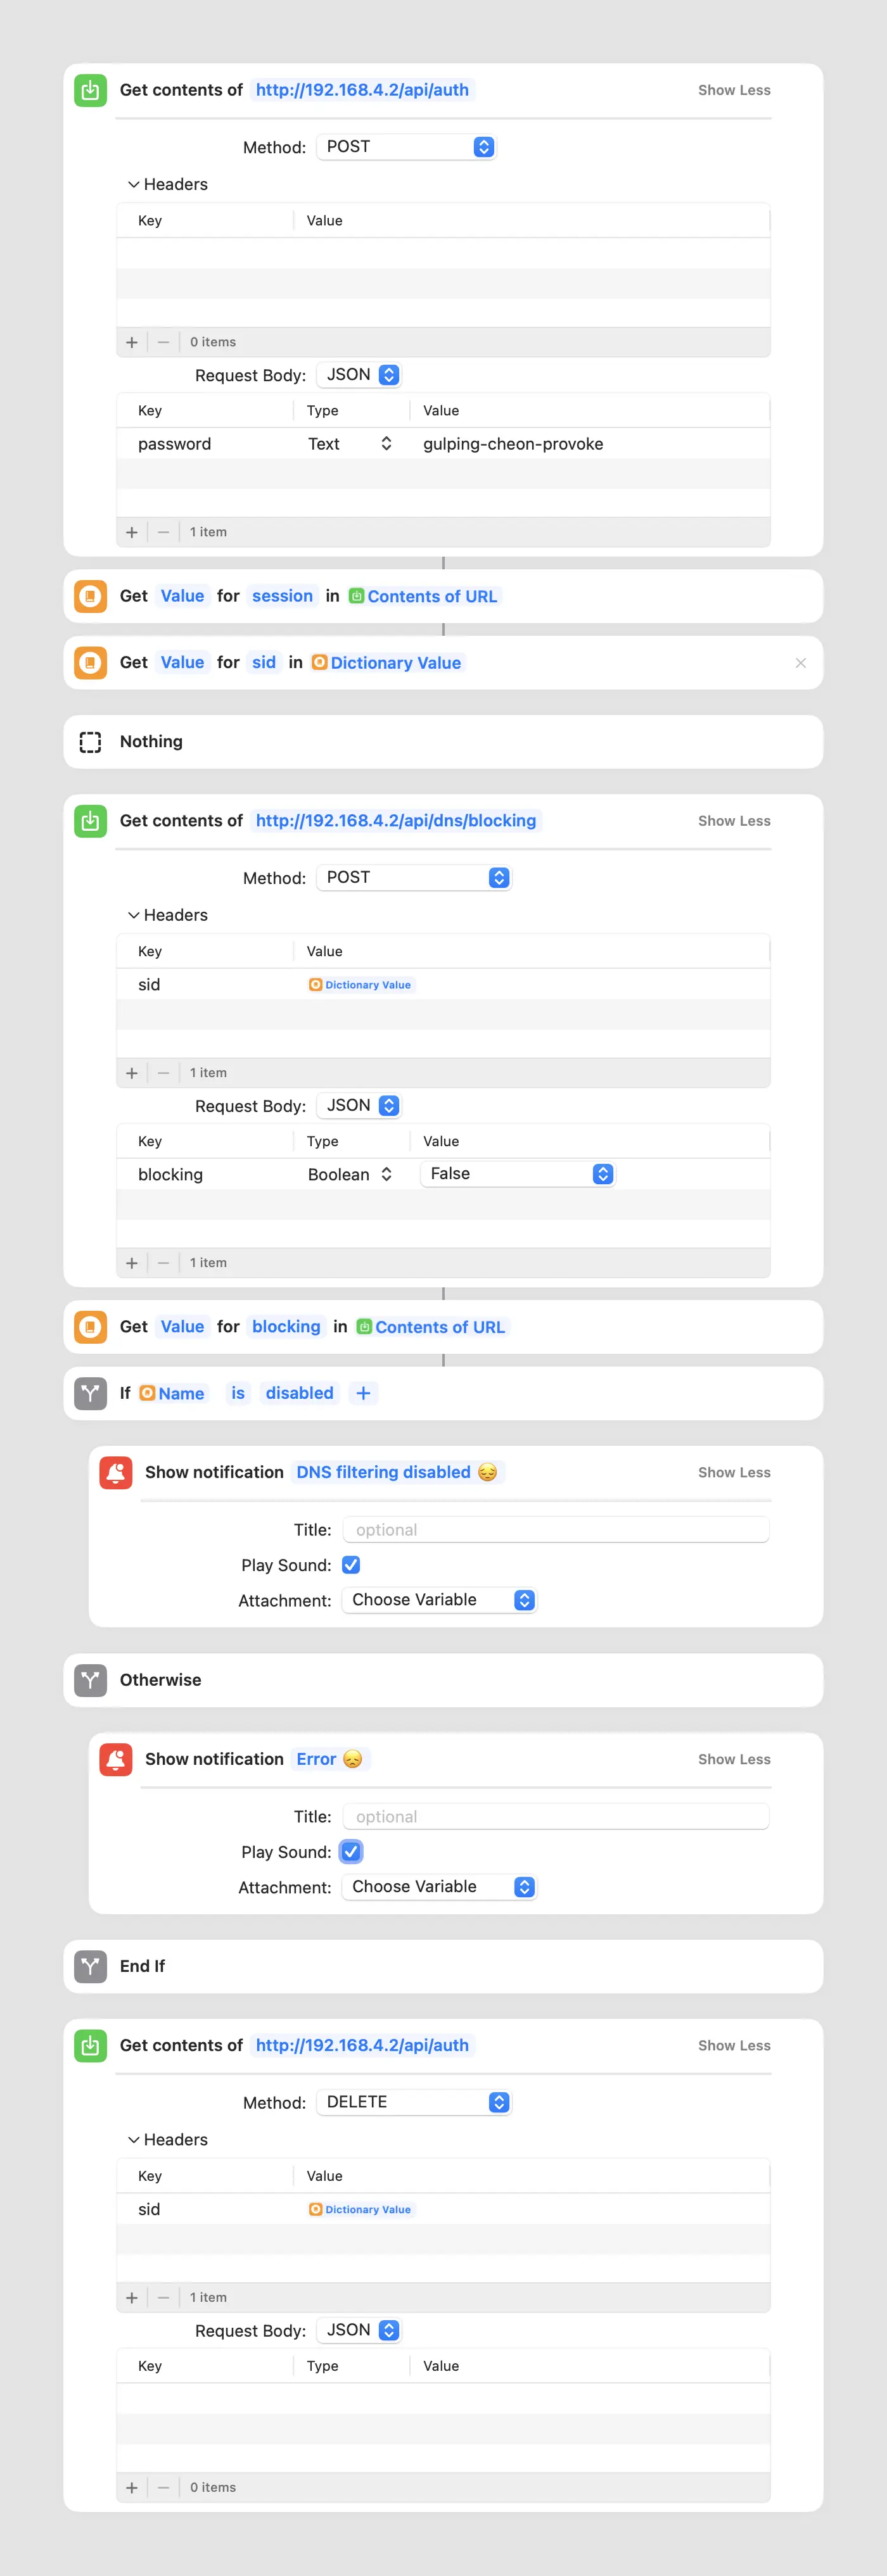 Get contents of http://192.168.4.2/api/auth Show Less
Method: POST
Headers
Key Value
0 items
Request Body: JSON
Key Type Value
password Text gulping-cheon-provoke
1 item
Get Value for session in Contents of URL
Get Value for sid in Dictionary Value
Nothing
Get contents of http://192.168.4.2/api/dns/blocking Show Less
Method: POST
Headers
Key Value
sid Dictionary Value
1 item
Request Body: JSON
Key Type Value
blocking Boolean False
1 item
Get Value for blocking in Contents of URL
If Name is disabled
Show notification DNS filtering disabled 😔 Show Less
Title: optional
Play Sound:
Attachment: Choose Variable
Otherwise
Show notification Error 😞 Show Less
Title: optional
Play Sound:
Attachment: Choose Variable
End If
Get contents of http://192.168.4.2/api/auth Show Less
Method: DELETE
Headers
Key Value
sid Dictionary Value
1 item
Request Body: JSON
Key Type Value
0 items